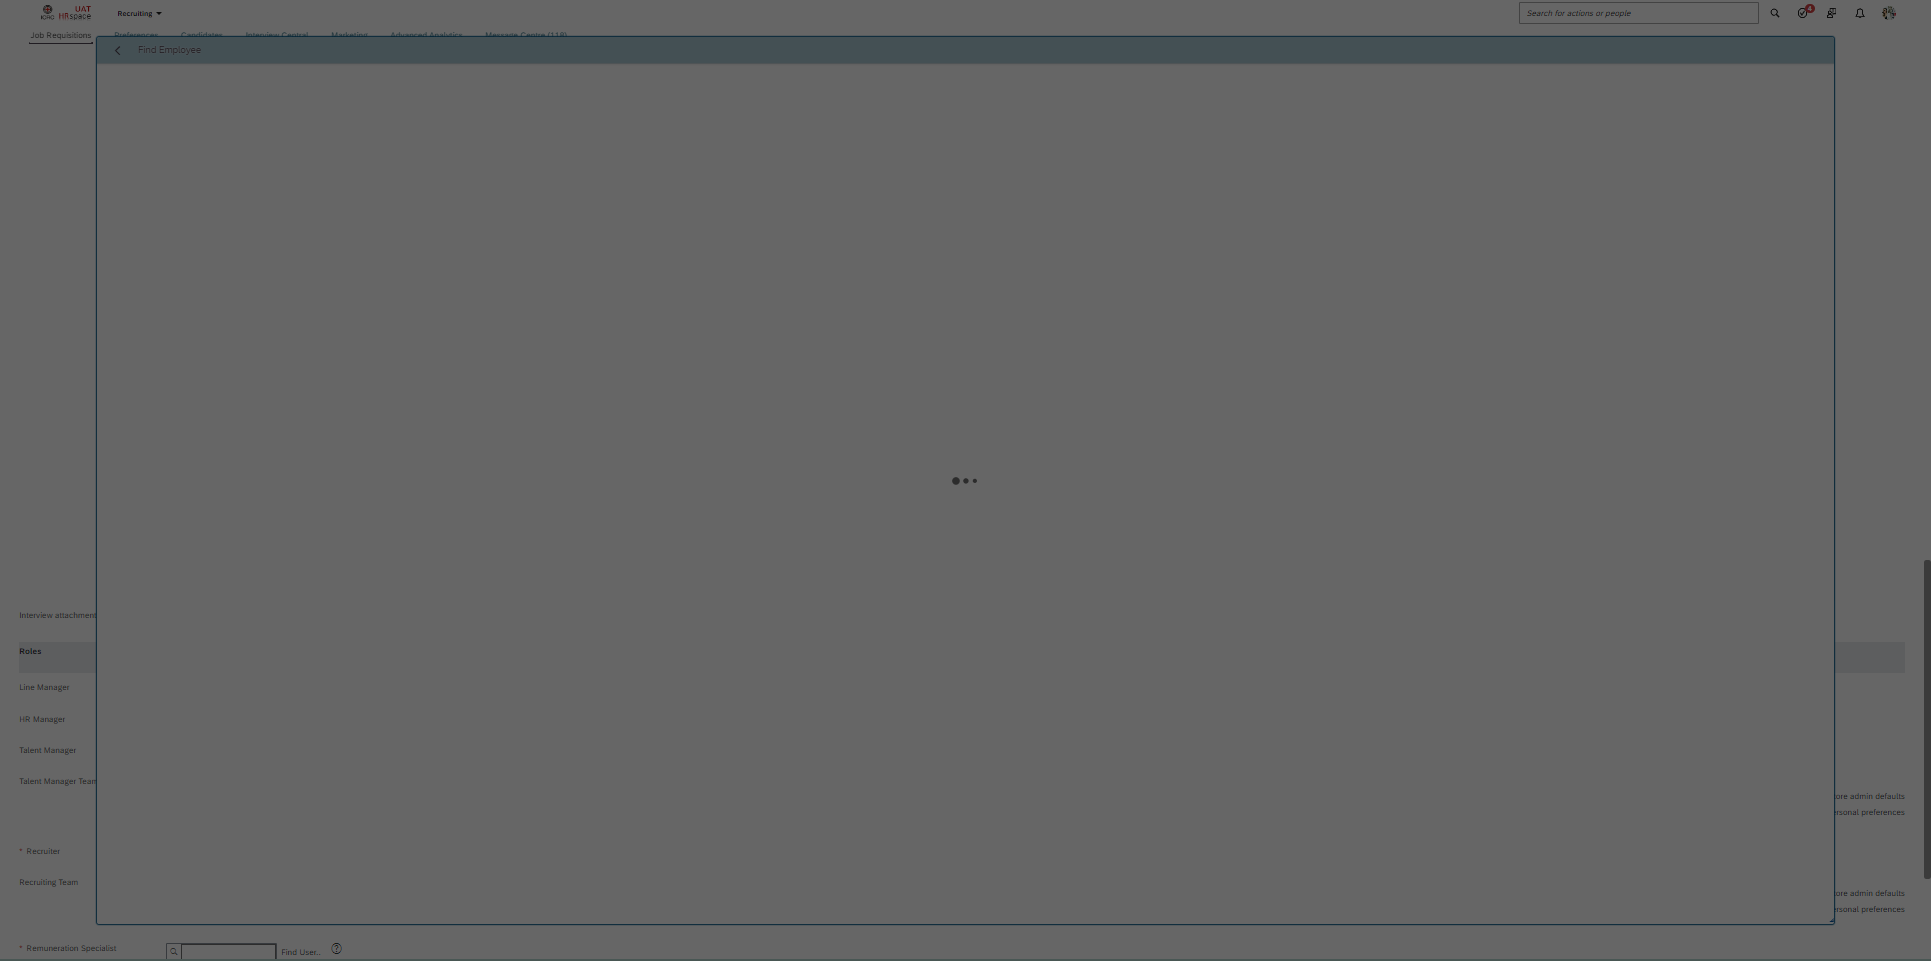 UAT
ICRC HRspace
Recruiting
Search for actions or people
4
Job Requisitions Preferences Candidates Interview Central Marketing Advanced Analytics Message Centre (118)
Find Employee
Interview attachment
Roles
Line Manager
HR Manager
Talent Manager
Talent Manager Team
ore admin defaults
rsonal preferences
* Recruiter
Recruiting Team
ore admin defaults
rsonal preferences
* Remuneration Specialist
Find User...
?